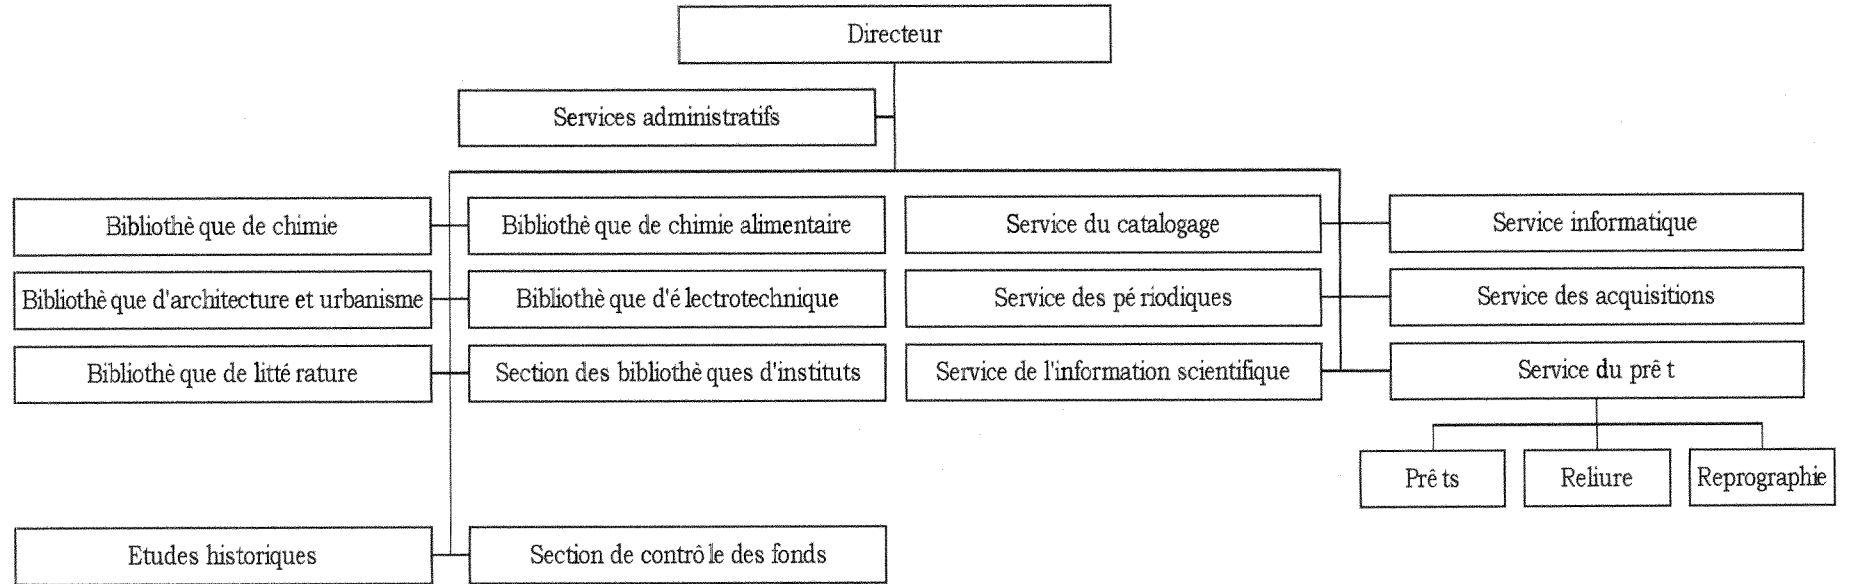 Directeur
Services administratifs
Bibliothè que de chimie
Bibliothè que de chimie alimentaire
Service du catalogage
Service informatique
Bibliothè que d'architecture et urbanisme
Bibliothè que d'é lectrotechnique
Service des pé riodiques
Service des acquisitions
Bibliothè que de litté rature
Section des bibliothè ques d'instituts
Service de l'information scientifique
Service du prê t
Prê ts
Reliure
Reprographie
Etudes historiques
Section de contrô le des fonds